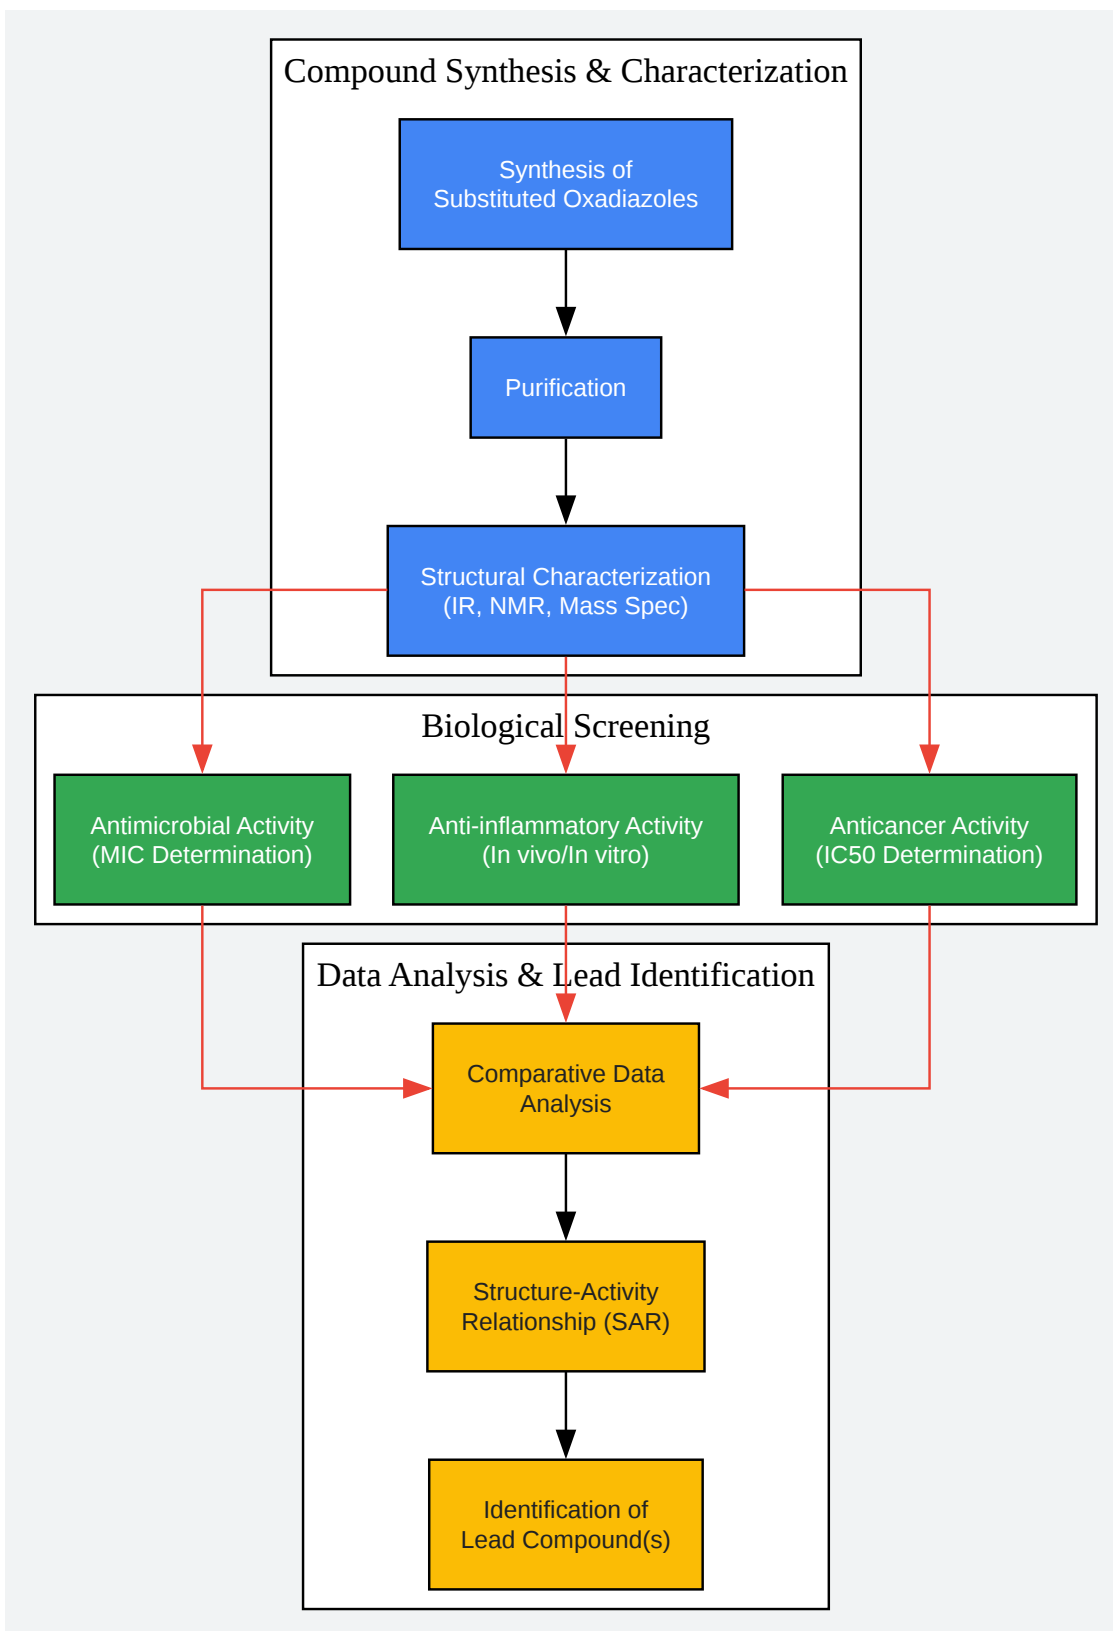 Compound Synthesis & Characterization
Synthesis of
Substituted Oxadiazoles
Purification
Structural Characterization
(IR, NMR, Mass Spec)
Biological Screening
Antimicrobial Activity
(MIC Determination)
Anti-inflammatory Activity
(In vivo/In vitro)
Anticancer Activity
(IC50 Determination)
Data Analysis & Lead Identification
Comparative Data
Analysis
Structure-Activity
Relationship (SAR)
Identification of
Lead Compound(s)